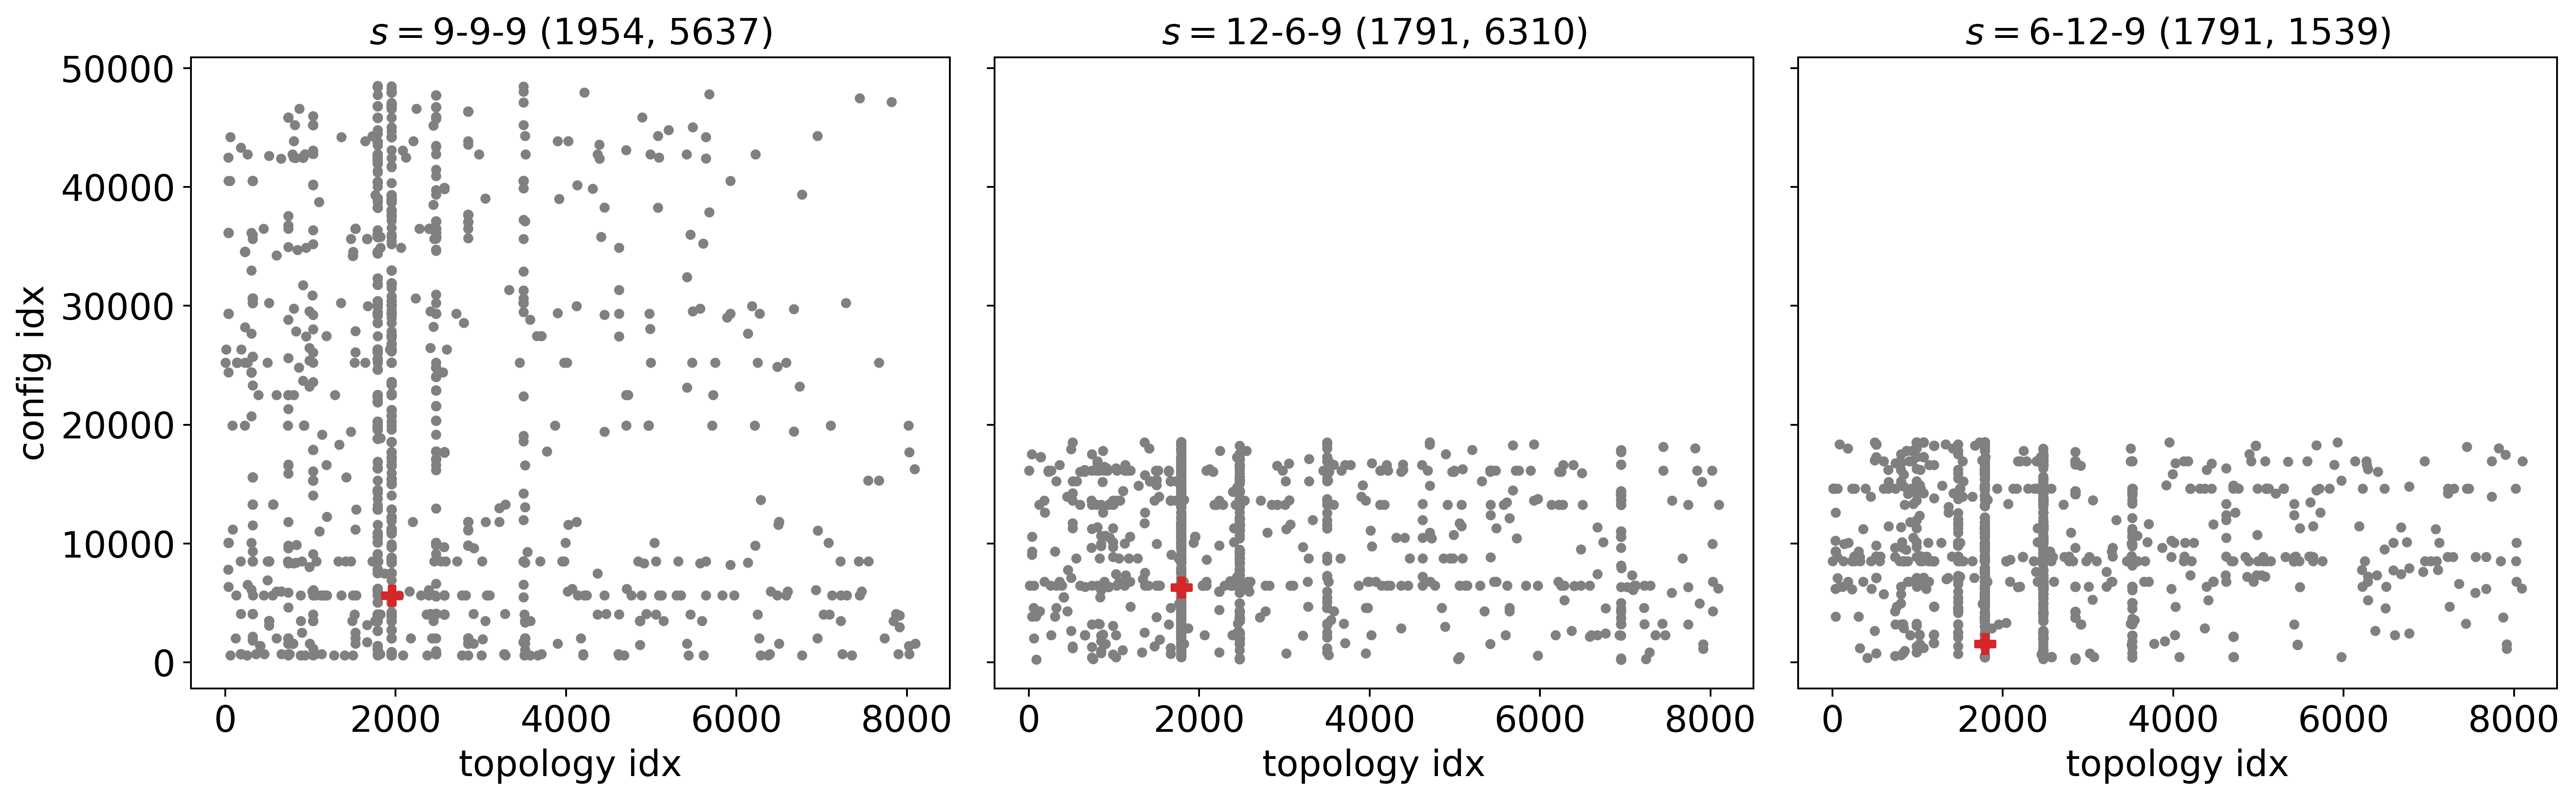 s = 9-9-9 (1954, 5637)
s = 12-6-9 (1791, 6310)
s = 6-12-9 (1791, 1539)
50000
40000
30000
20000
10000
0
config idx
0 2000 4000 6000 8000
0 2000 4000 6000 8000
0 2000 4000 6000 8000
topology idx
topology idx
topology idx